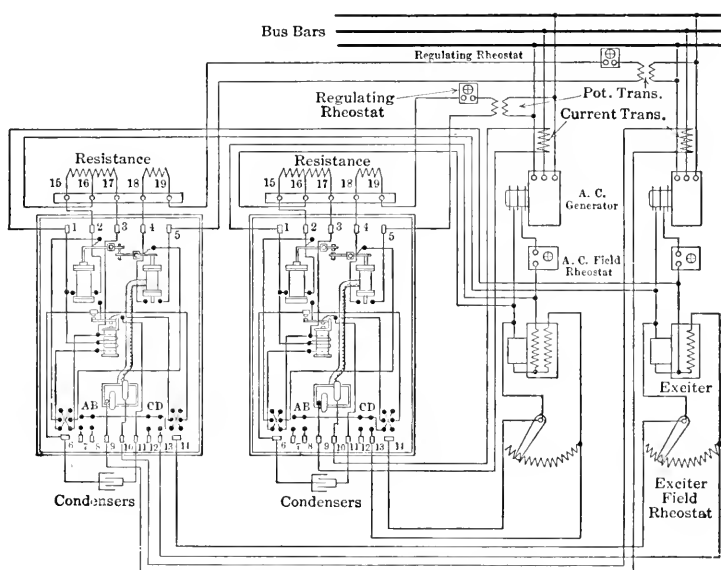 Bus Bars
Regulating Rheostat
Regulating
Rheostat
Pot. Trans.
Current Trans.
Resistance
15 16 17 18 19
Resistance
15 16 17 18 19
A. C.
Generator
1 2 3 4 5
1 2 3 4 5
A. C. Field
Rheostat
Exciter
AB CD
AB CD
6 7 8 9 10 11 12 13 14
6 7 8 9 10 11 12 13 14
Condensers
Condensers
Exciter
Field
Rheostat